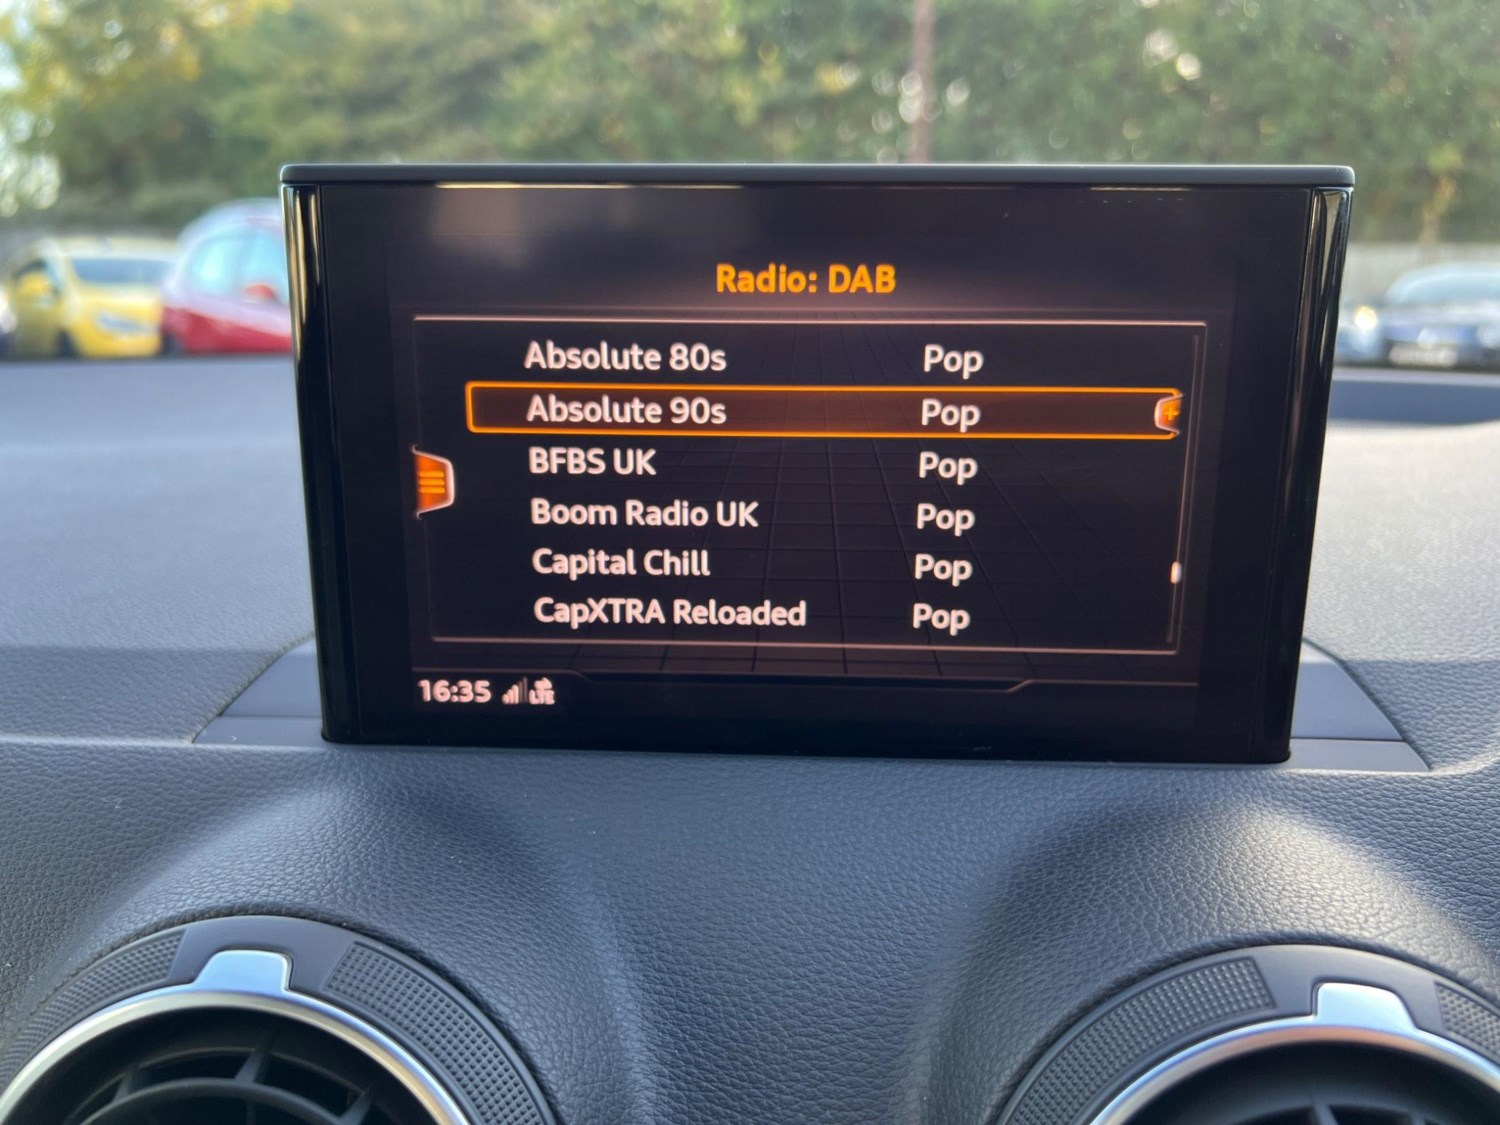 Radio: DAB
Absolute 80s Pop
Absolute 90s Pop
BFBS UK Pop
Boom Radio UK Pop
Capital Chill Pop
CapXTRA Reloaded Pop
16:35 LTE